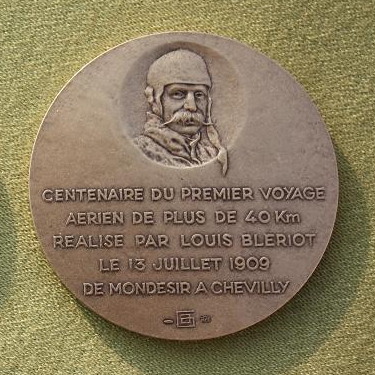 CENTENAIRE DU PREMIER VOYAGE
AERIEN DE PLUS DE 40 Km
REALISE PAR LOUIS BLERIOT
LE 13 JUILLET 1909
DE MONDESIR A CHEVILLY